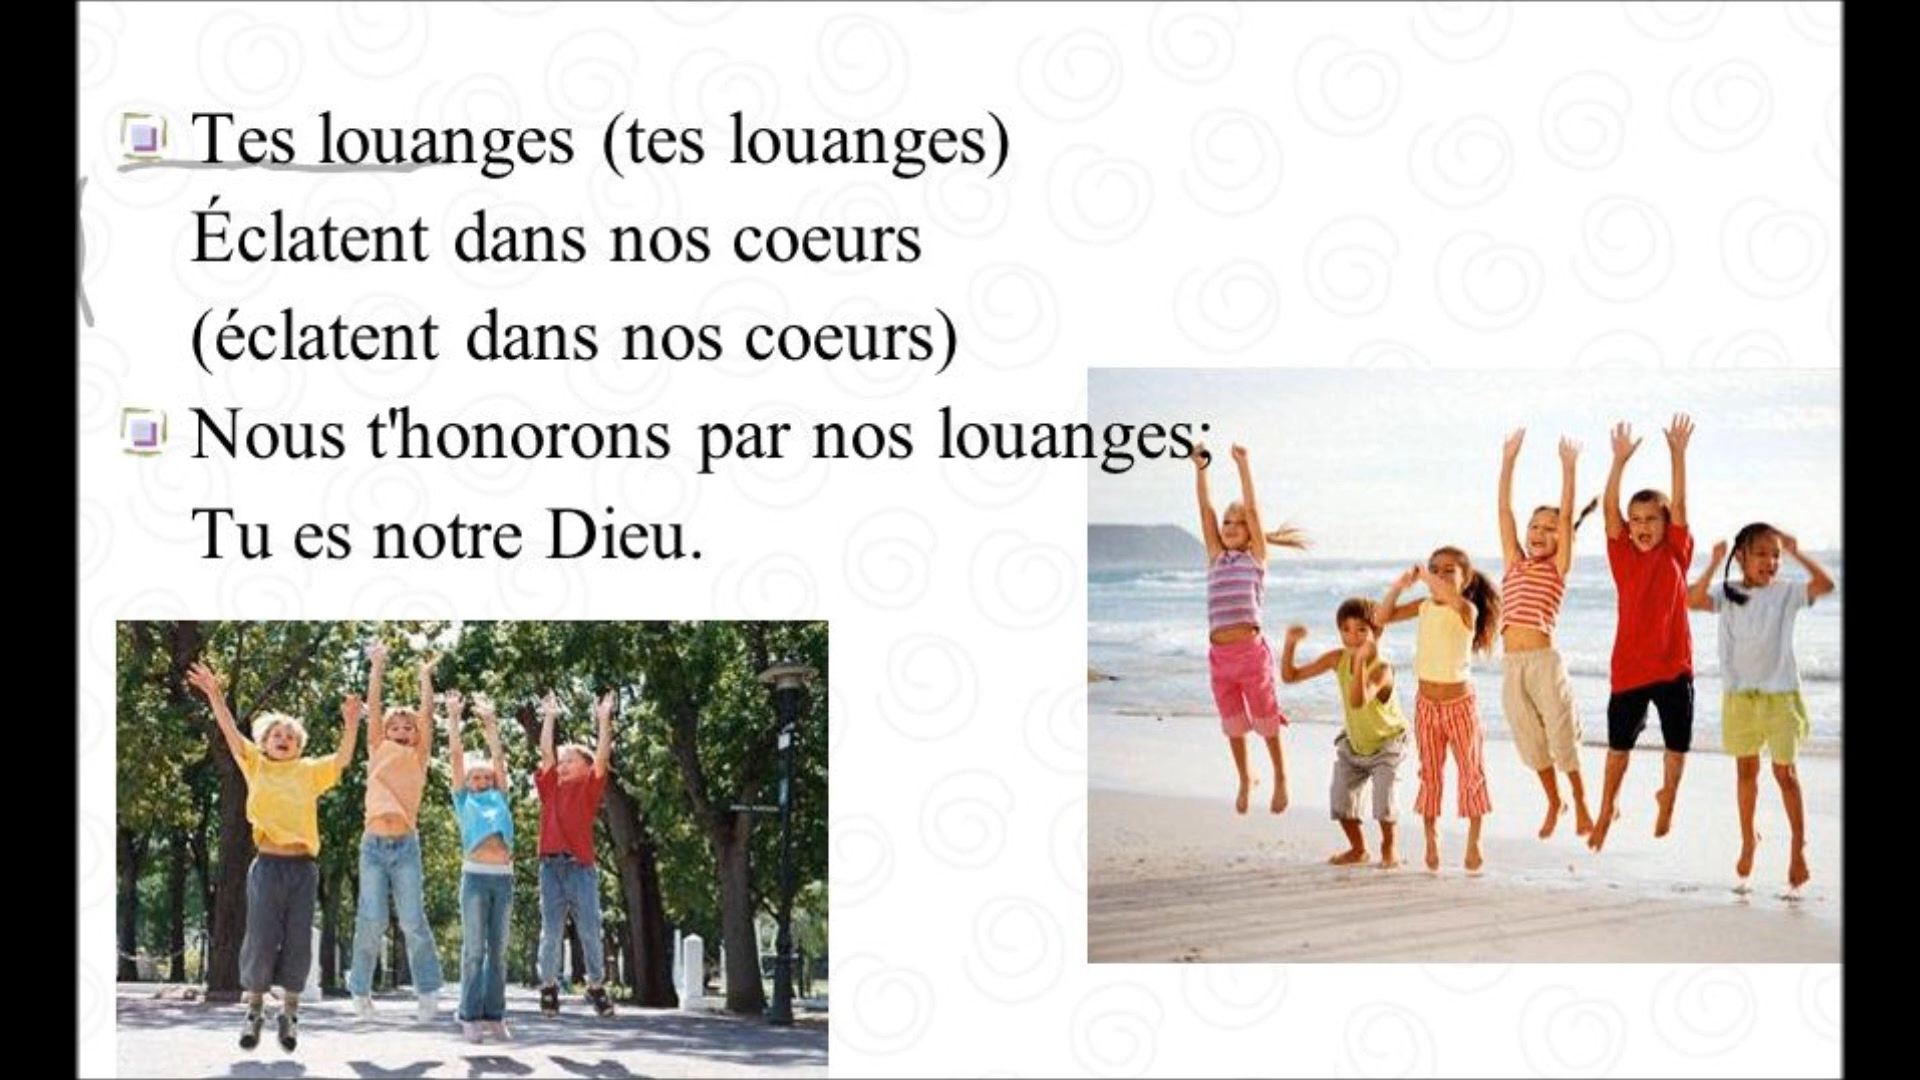 Tes louanges (tes louanges)
Éclatent dans nos coeurs
(éclatent dans nos coeurs)
Nous t'honorons par nos louanges;
Tu es notre Dieu.